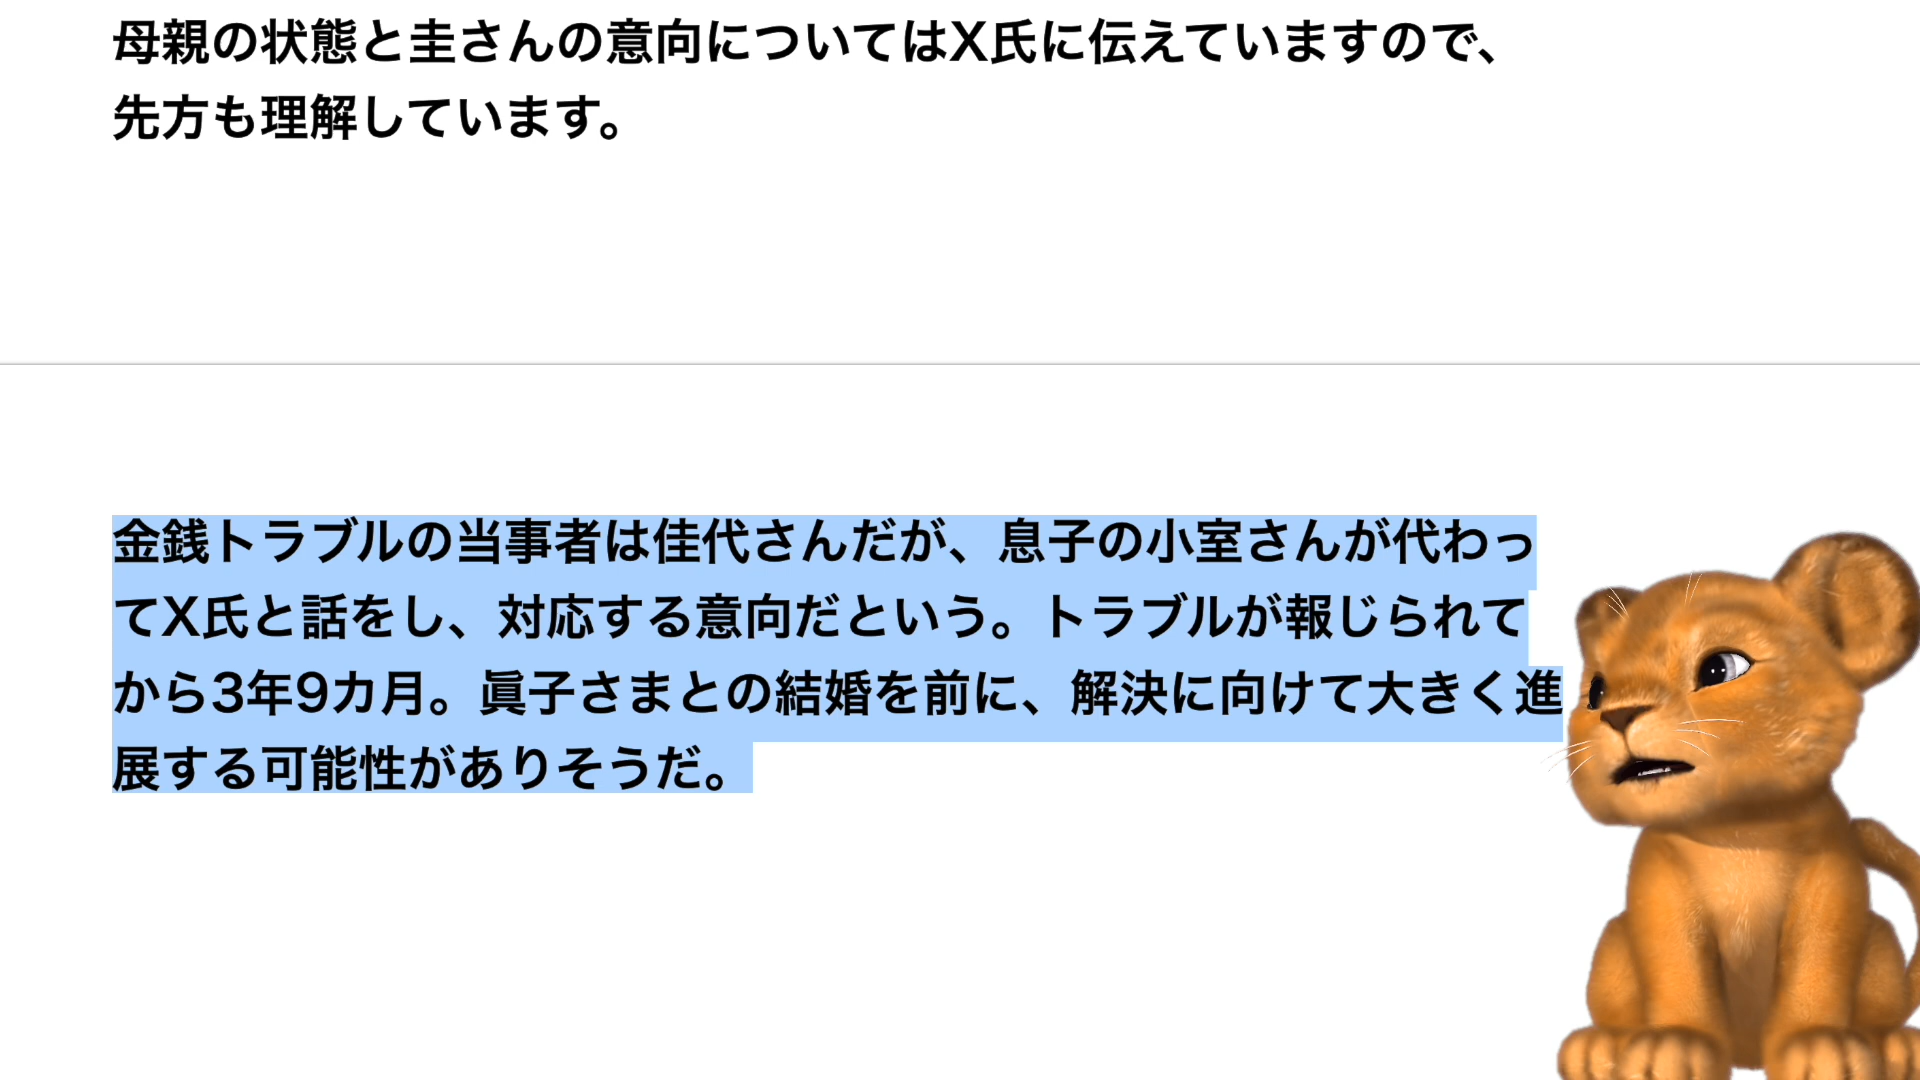 母親の状態と圭さんの意向についてはX氏に伝えていますので、
先方も理解しています。
金銭トラブルの当事者は佳代さんだが、息子の小室さんが代わっ
てX氏と話をし、対応する意向だという。トラブルが報じられて
から3年9カ月。眞子さまとの結婚を前に、解決に向けて大きく進
展する可能性がありそうだ。